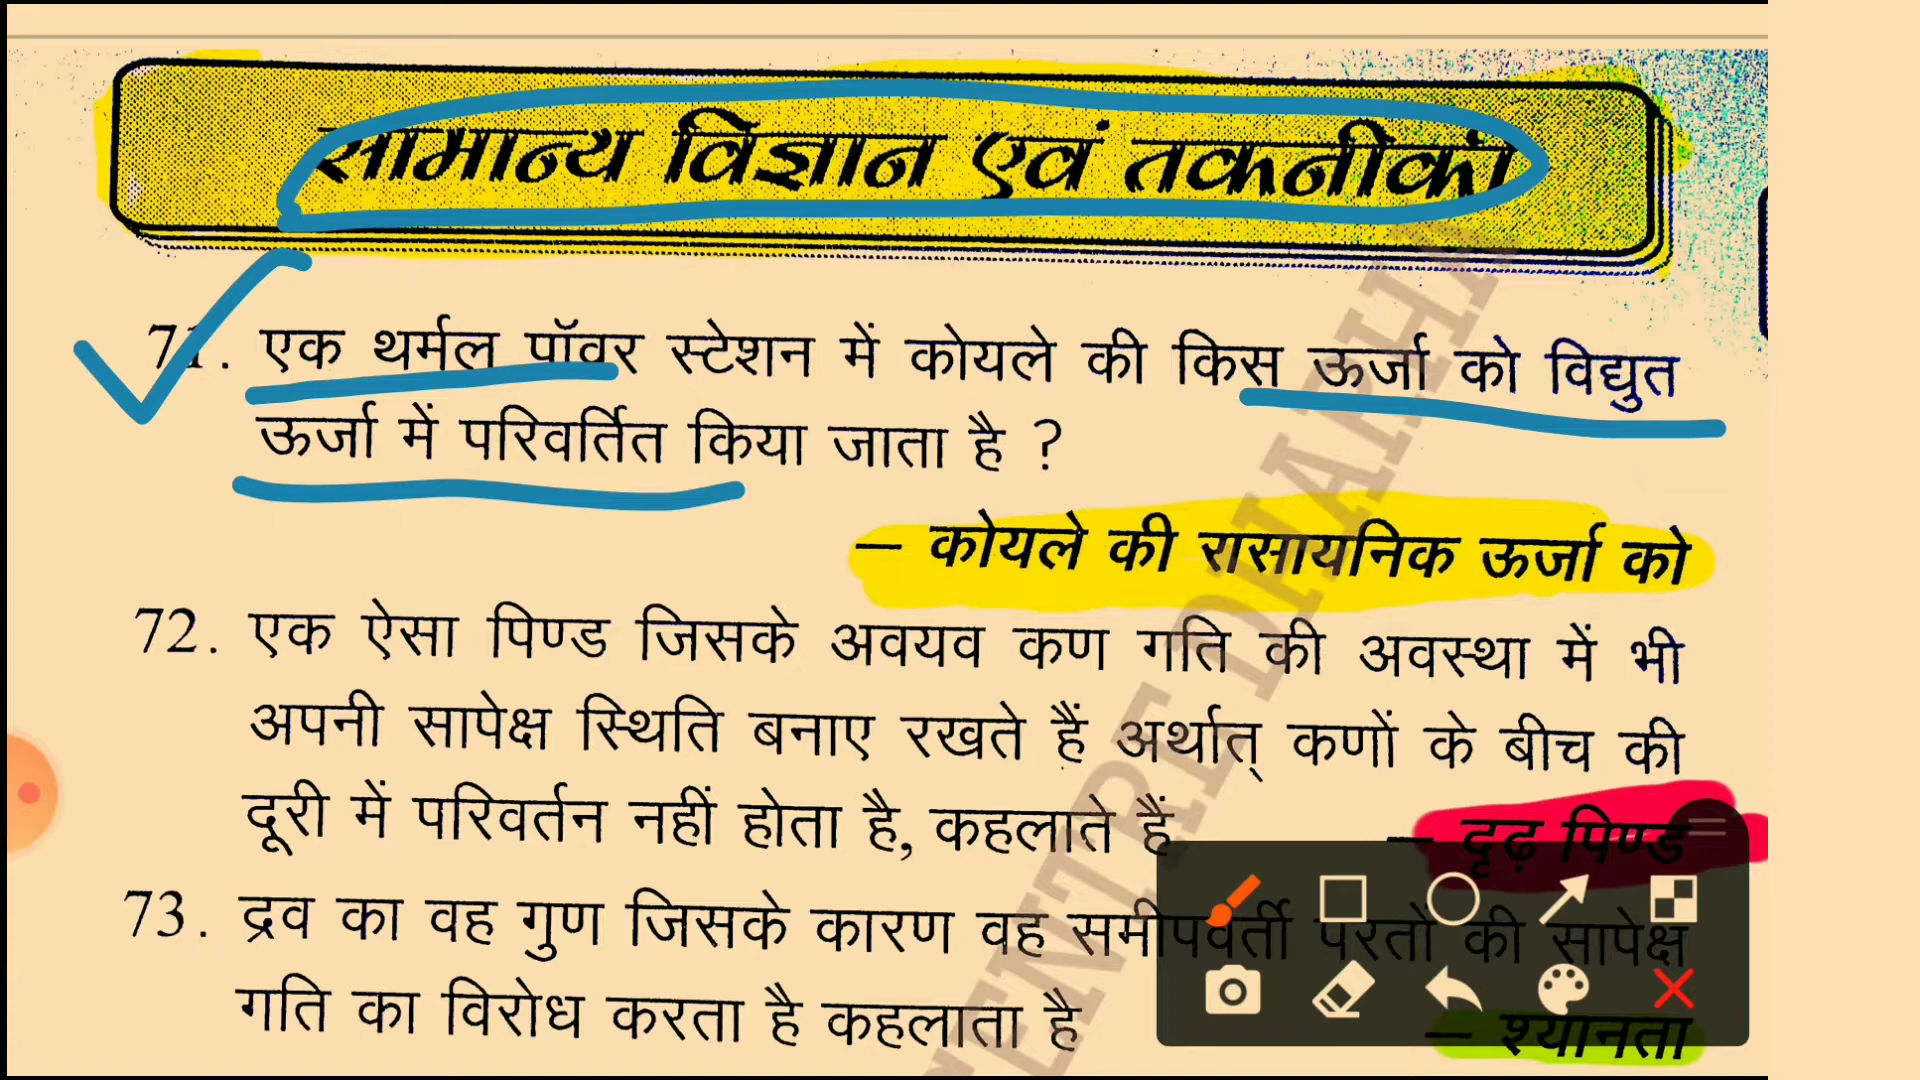 सामान्य विज्ञान एवं तकनीकी
71. एक थर्मल पॉवर स्टेशन में कोयले की किस ऊर्जा को विद्युत
ऊर्जा में परिवर्तित किया जाता है ?
– कोयले की रासायनिक ऊर्जा को
72. एक ऐसा पिण्ड जिसके अवयव कण गति की अवस्था में भी
अपनी सापेक्ष स्थिति बनाए रखते हैं अर्थात् कणों के बीच की
दूरी में परिवर्तन नहीं होता है, कहलाते हैं – दृढ़ पिण्ड
73. द्रव का वह गुण जिसके कारण वह समीपवर्ती परतों की सापेक्ष
गति का विरोध करता है कहलाता है – श्यानता